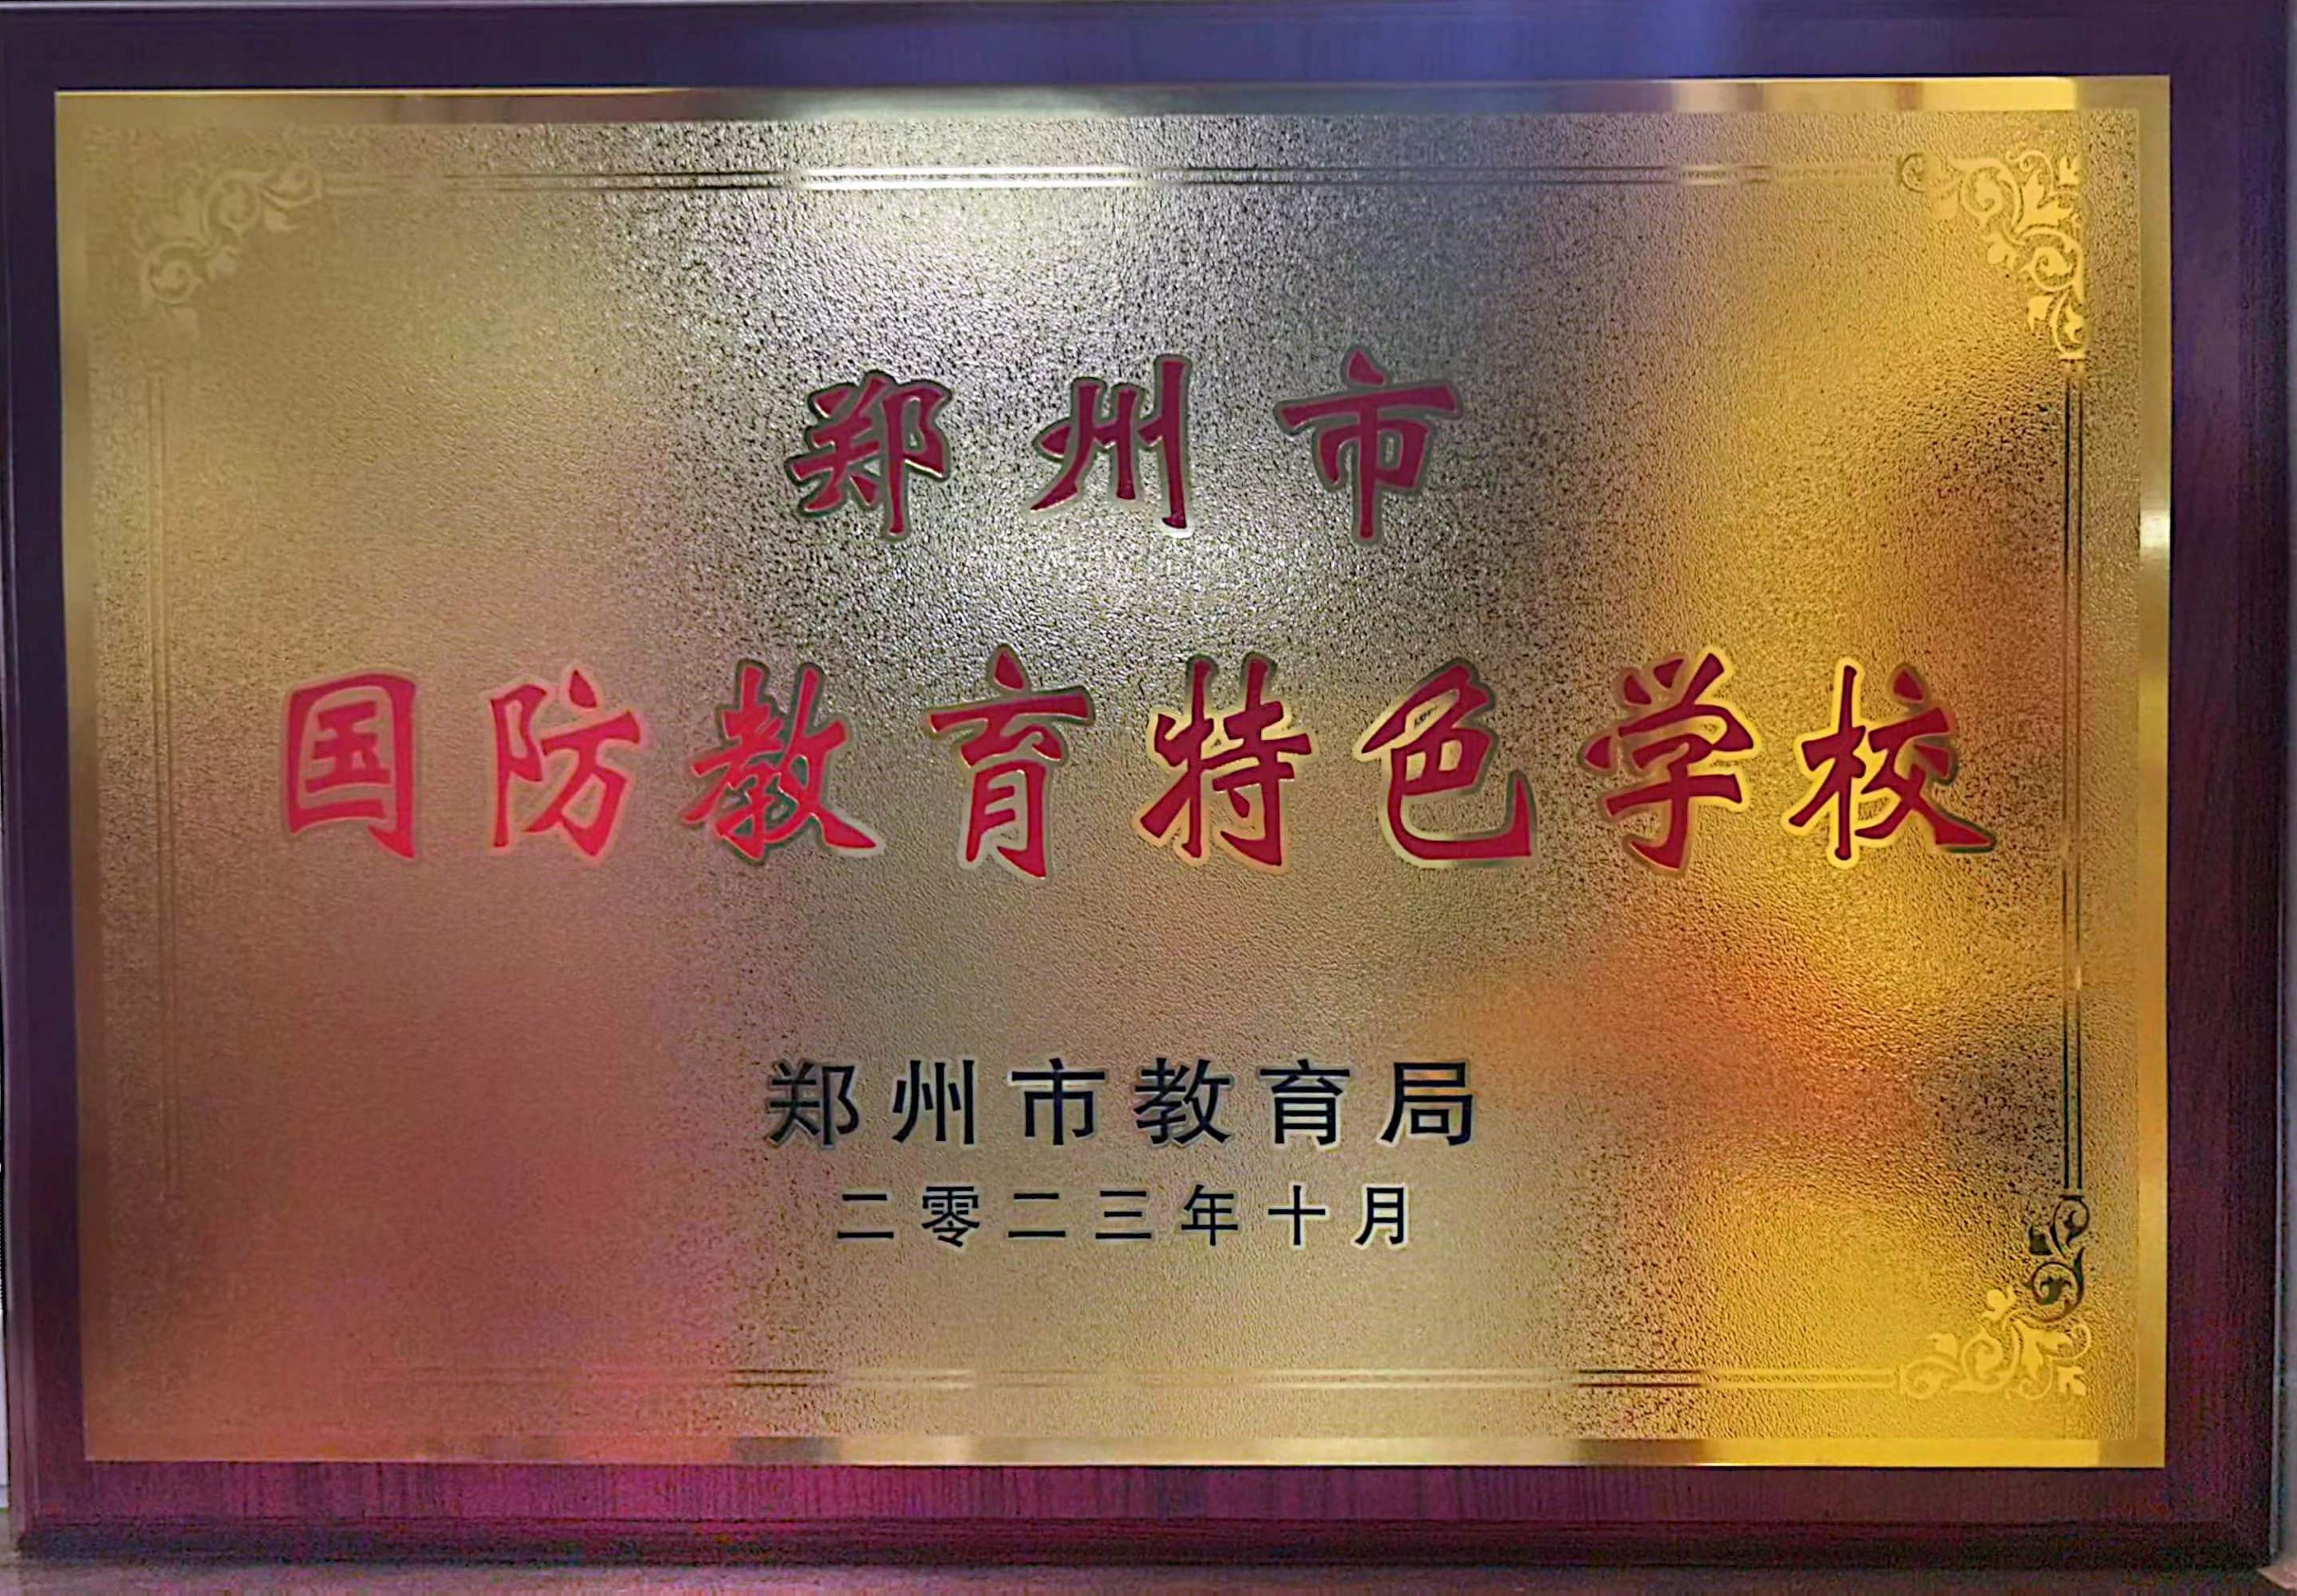 郑州市
国防教育特色学校
郑州市教育局
二零二三年十月